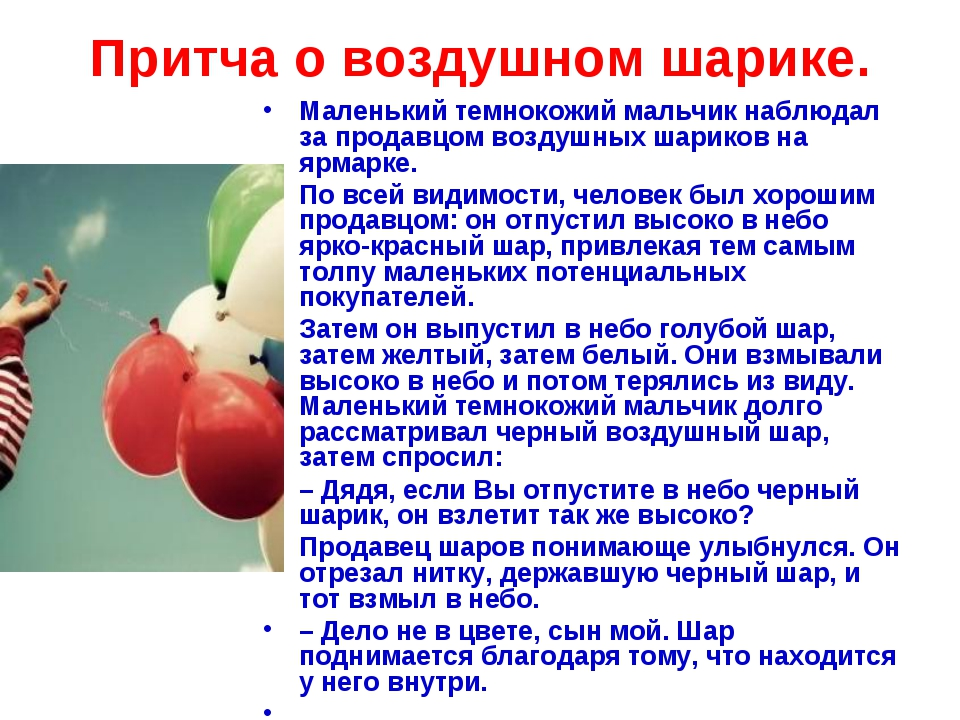 Притча о воздушном шарике.
• Маленький темнокожий мальчик наблюдал
за продавцом воздушных шариков на
ярмарке.
По всей видимости, человек был хорошим
продавцом: он отпустил высоко в небо
ярко-красный шар, привлекая тем самым
толпу маленьких потенциальных
покупателей.
Затем он выпустил в небо голубой шар,
затем желтый, затем белый. Они взмывали
высоко в небо и потом терялись из виду.
Маленький темнокожий мальчик долго
рассматривал черный воздушный шар,
затем спросил:
– Дядя, если Вы отпустите в небо черный
шарик, он взлетит так же высоко?
Продавец шаров понимающе улыбнулся. Он
отрезал нитку, державшую черный шар, и
тот взмыл в небо.
• – Дело не в цвете, сын мой. Шар
поднимается благодаря тому, что находится
у него внутри.
•